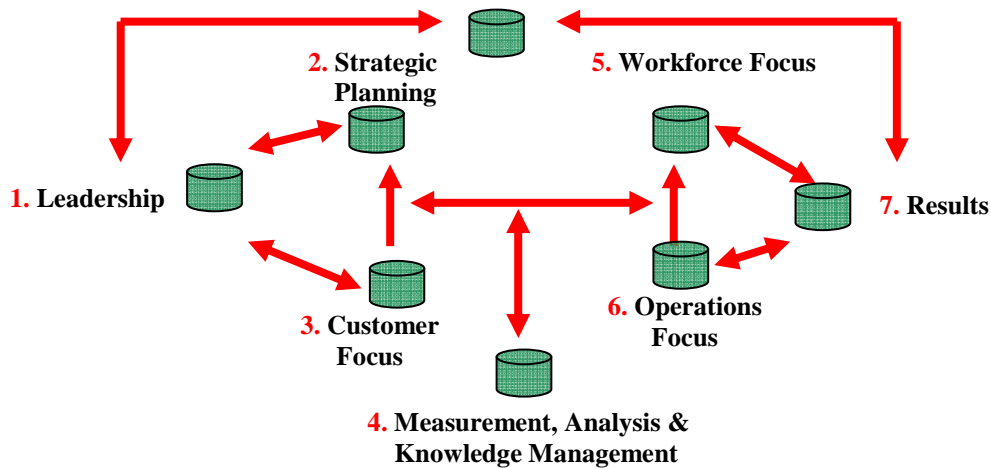 2. Strategic
Planning
5. Workforce Focus
1. Leadership
7. Results
3. Customer
Focus
6. Operations
Focus
4. Measurement, Analysis &
Knowledge Management